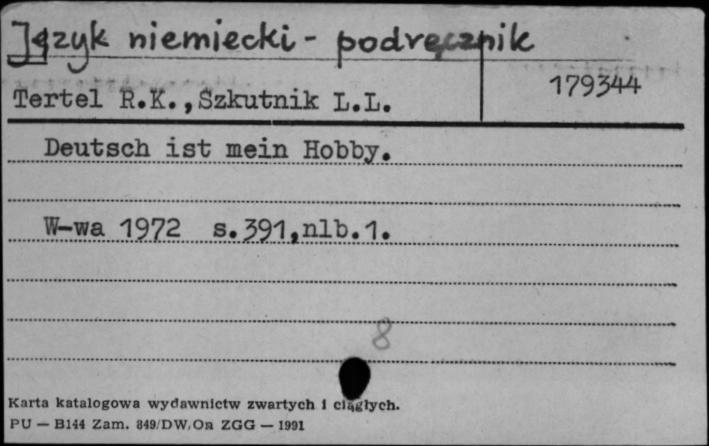 Język niemiecki - podręcznik
Tertel R.K., Szkutnik L.L.
179344
Deutsch ist mein Hobby.
W-wa 1972 s.391,nlb.1.
8
Karta katalogowa wydawnictw zwartych i ciągłych.
PU — B144 Zam. 849/DW/Oa ZGG — 1991